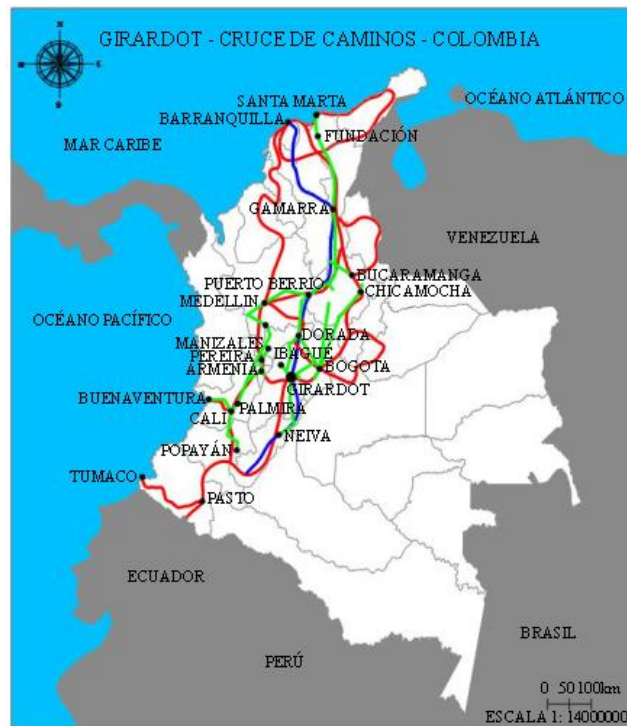 GIRARDOT - CRUCE DE CAMINOS - COLOMBIA
SANTA MARTA
OCÉANO ATLÁNTICO
BARRANQUILLA
FUNDACIÓN
MAR CARIBE
GAMARRA
VENEZUELA
BUCARAMANGA
PUERTO BERRIO
CHICAMOCHA
MEDELLIN
OCÉANO PACÍFICO
DORADA
MANIZALES
IBAGUE
PEREIRA
BOGOTA
ARMENIA
GIRARDOT
BUENAVENTURA
PALMIRA
CALI
NEIVA
POPAYÁN
TUMACO
PASTO
ECUADOR
BRASIL
PERÚ
0 50 100km
ESCALA 1: 14000000